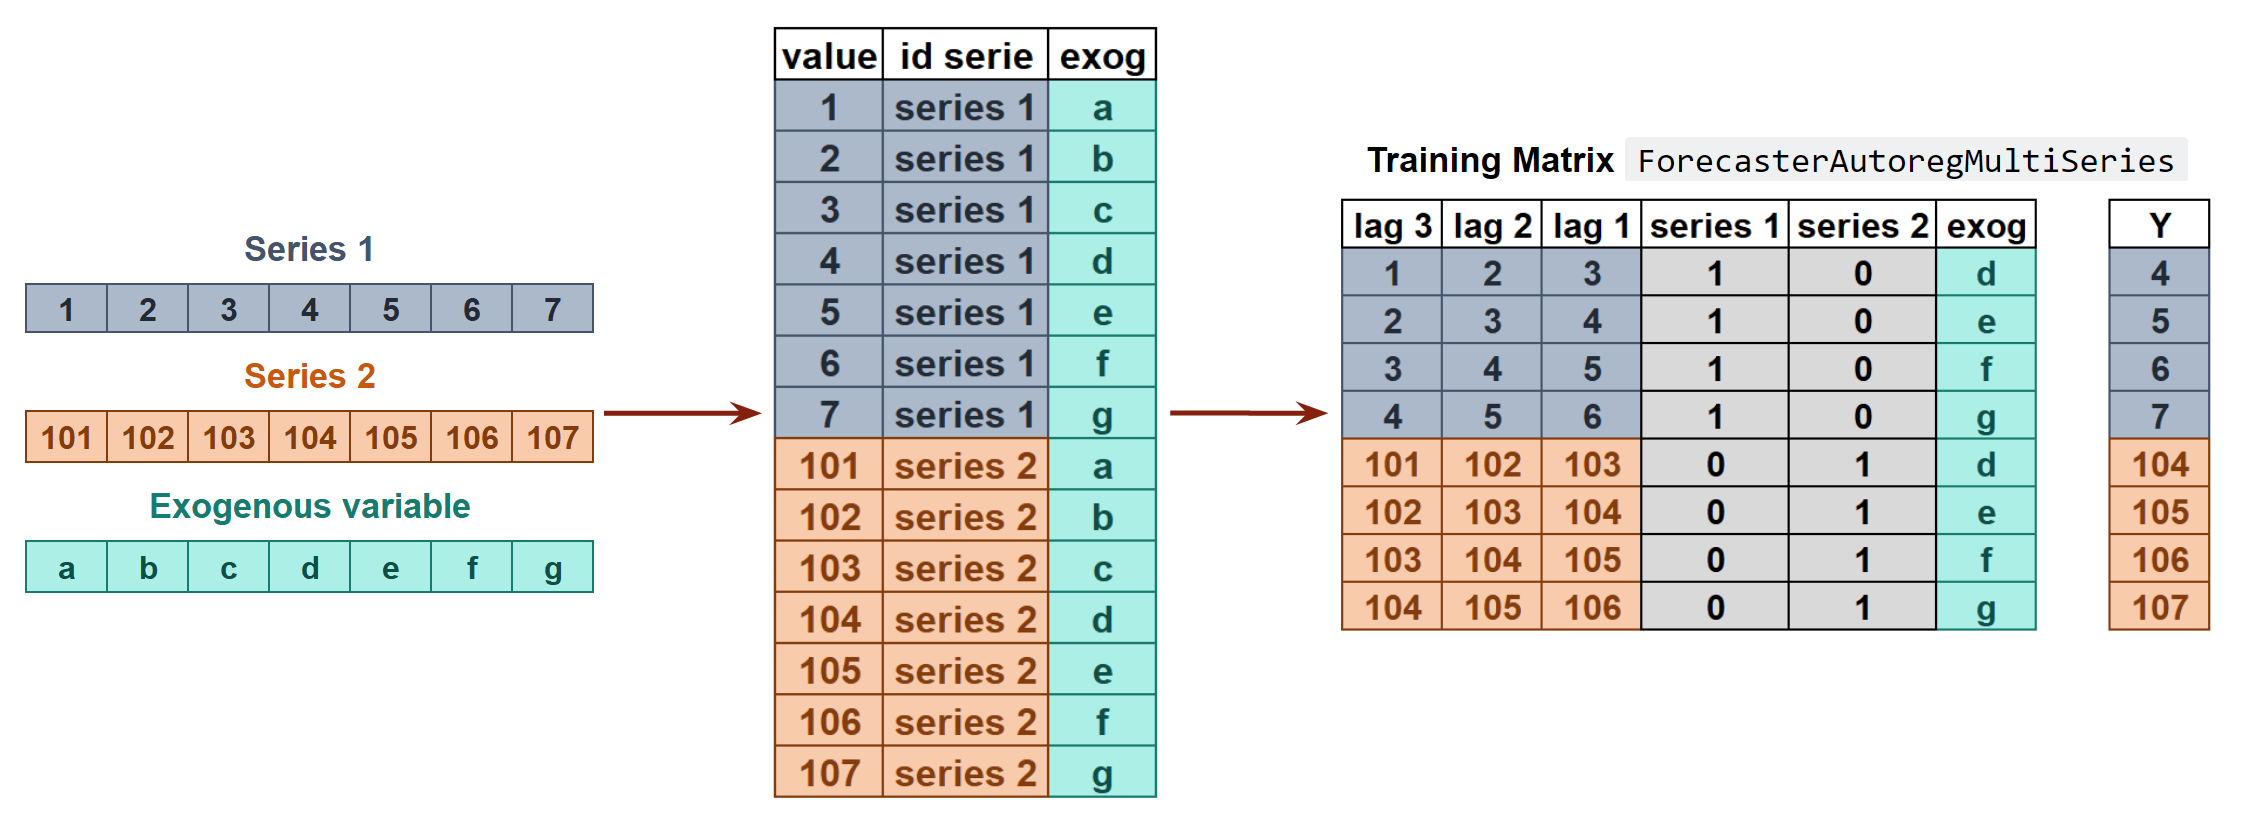 Series 1
1 2 3 4 5 6 7
Series 2
101 102 103 104 105 106 107
Exogenous variable
a b c d e f g
value id serie exog
1 series 1 a
2 series 1 b
3 series 1 c
4 series 1 d
5 series 1 e
6 series 1 f
7 series 1 g
101 series 2 a
102 series 2 b
103 series 2 c
104 series 2 d
105 series 2 e
106 series 2 f
107 series 2 g
Training Matrix ForecasterAutoregMultiSeries
lag 3 lag 2 lag 1 series 1 series 2 exog Y
1 2 3 1 0 d 4
2 3 4 1 0 e 5
3 4 5 1 0 f 6
4 5 6 1 0 g 7
101 102 103 0 1 d 104
102 103 104 0 1 e 105
103 104 105 0 1 f 106
104 105 106 0 1 g 107